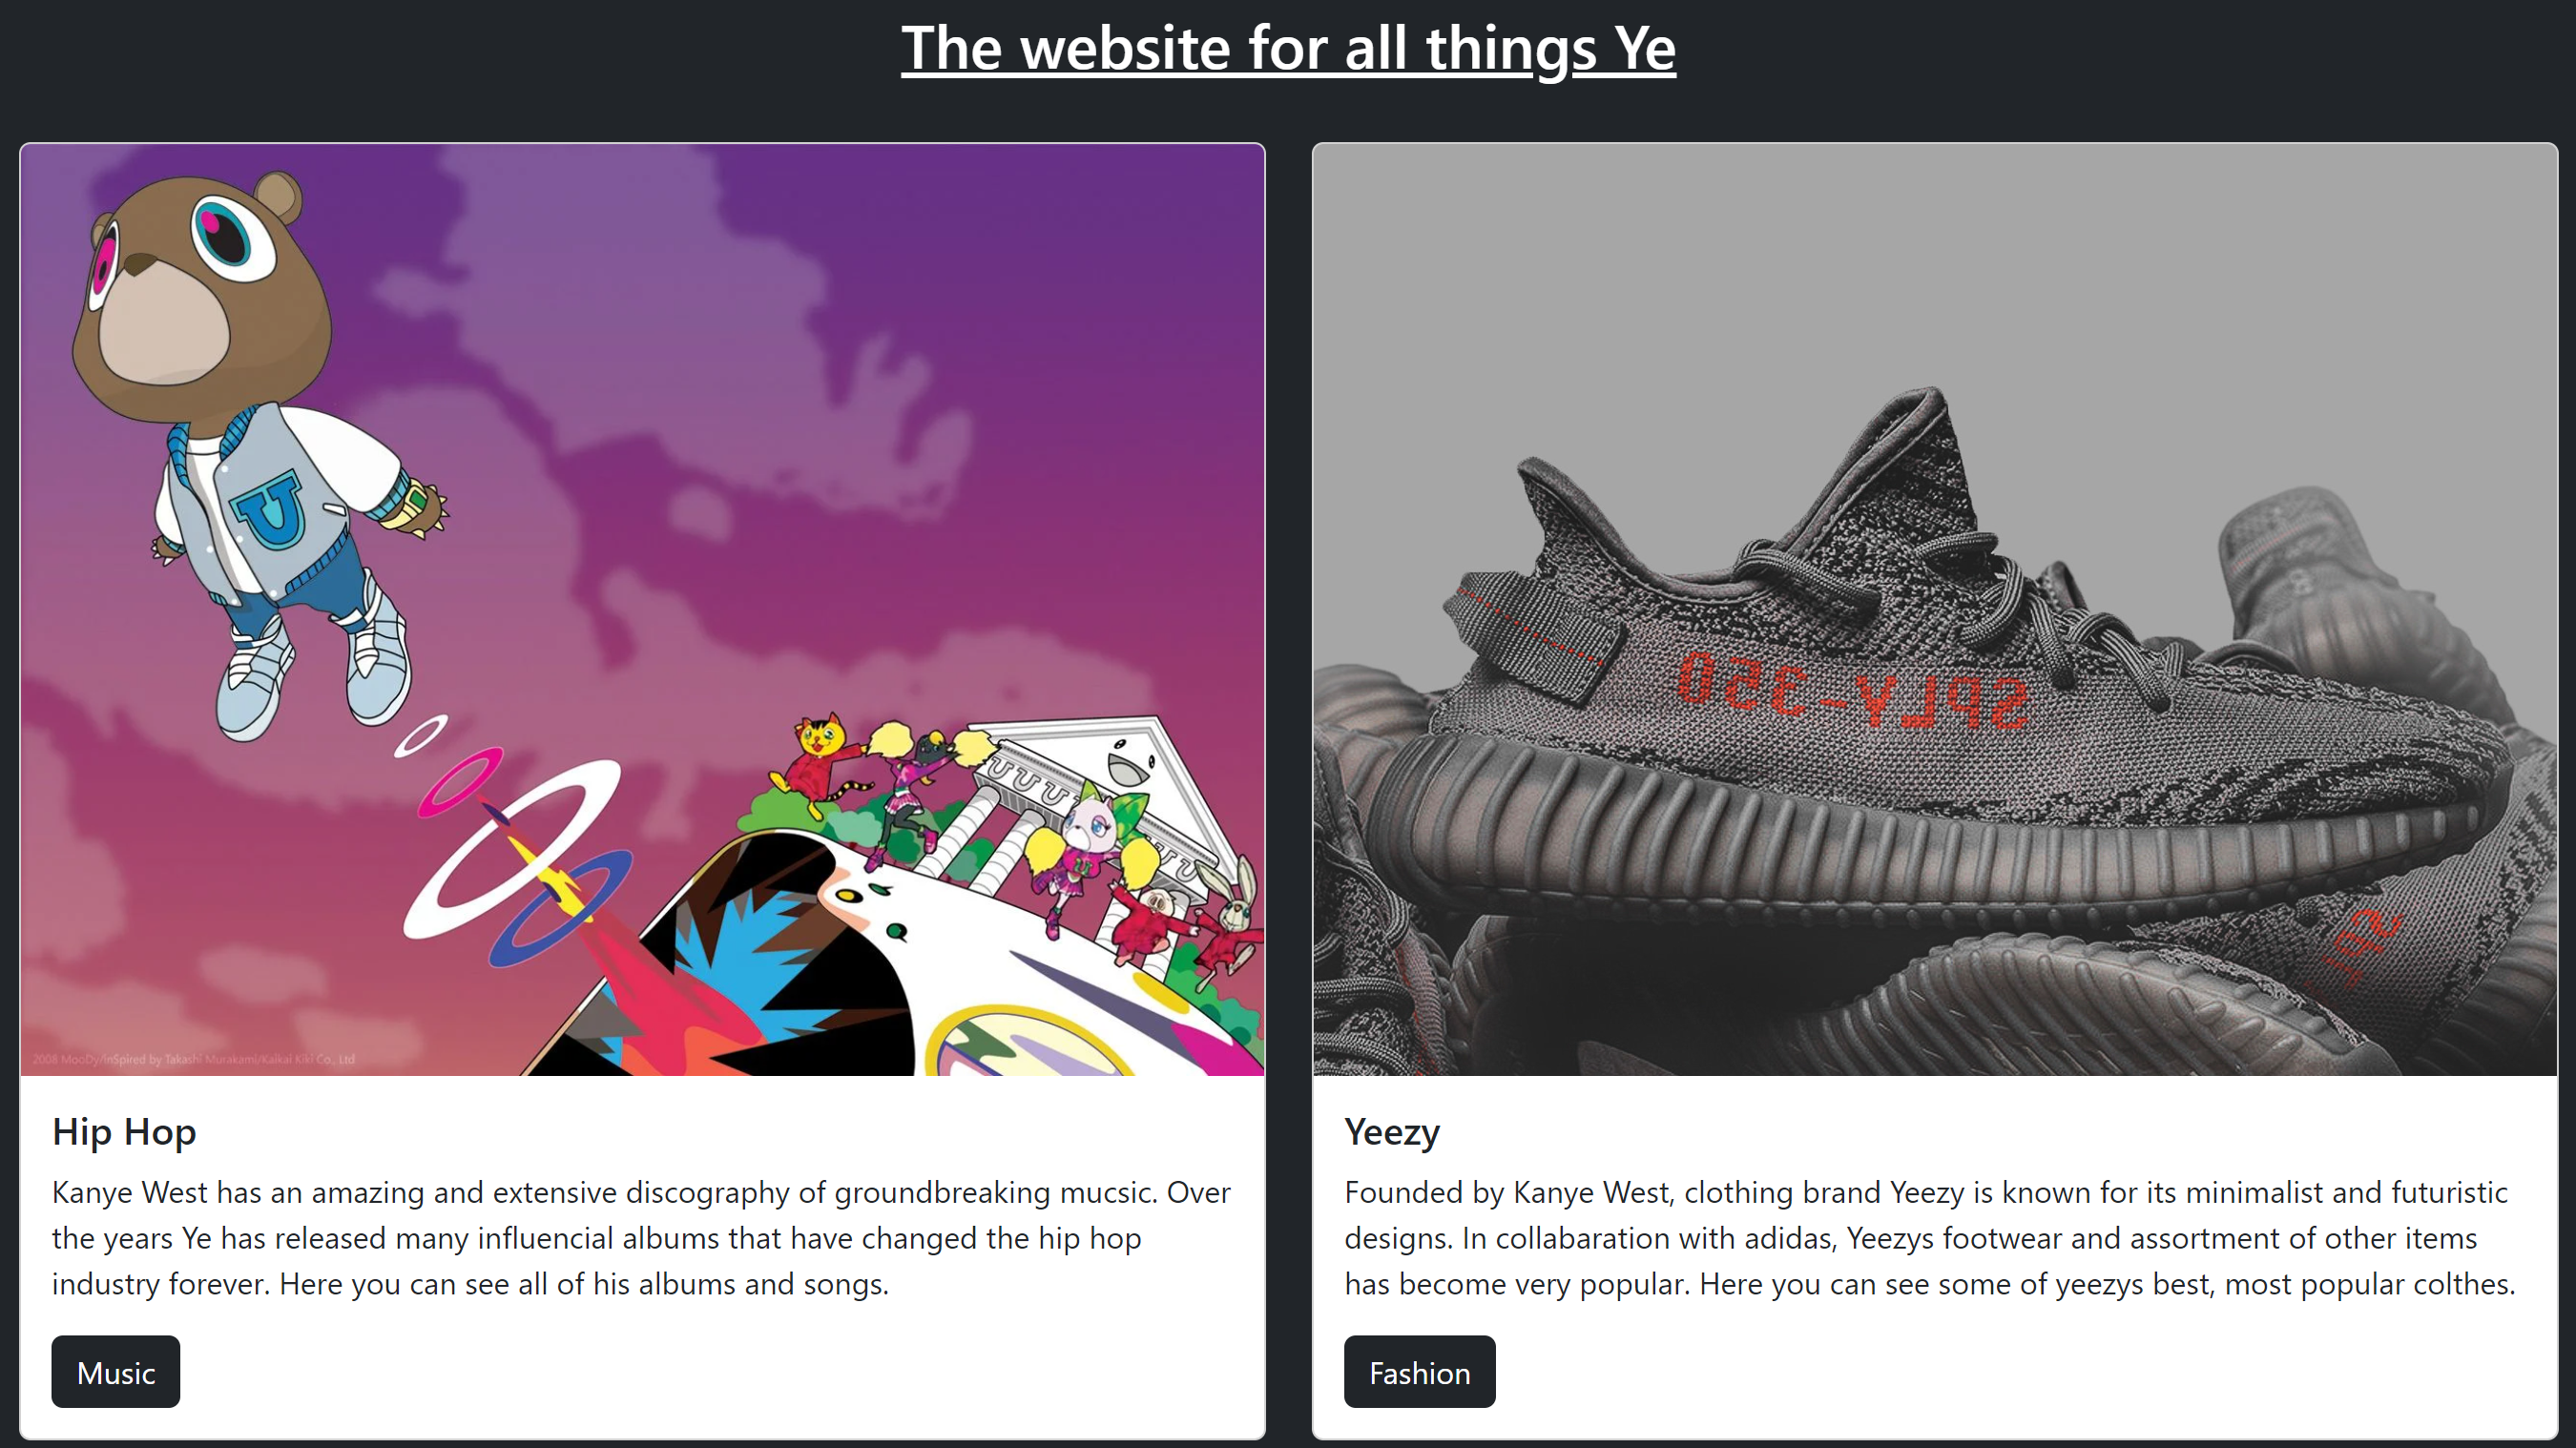 The website for all things Ye
U
UUUU
UU
SPLY-350
SPL
2008 MooDy/InSpired by Takashi Murakami/Kaikai Kiki Co., Ltd
Hip Hop
Kanye West has an amazing and extensive discography of groundbreaking mucsic. Over
the years Ye has released many influencial albums that have changed the hip hop
industry forever. Here you can see all of his albums and songs.
Music
Yeezy
Founded by Kanye West, clothing brand Yeezy is known for its minimalist and futuristic
designs. In collabaration with adidas, Yeezys footwear and assortment of other items
has become very popular. Here you can see some of yeezys best, most popular colthes.
Fashion